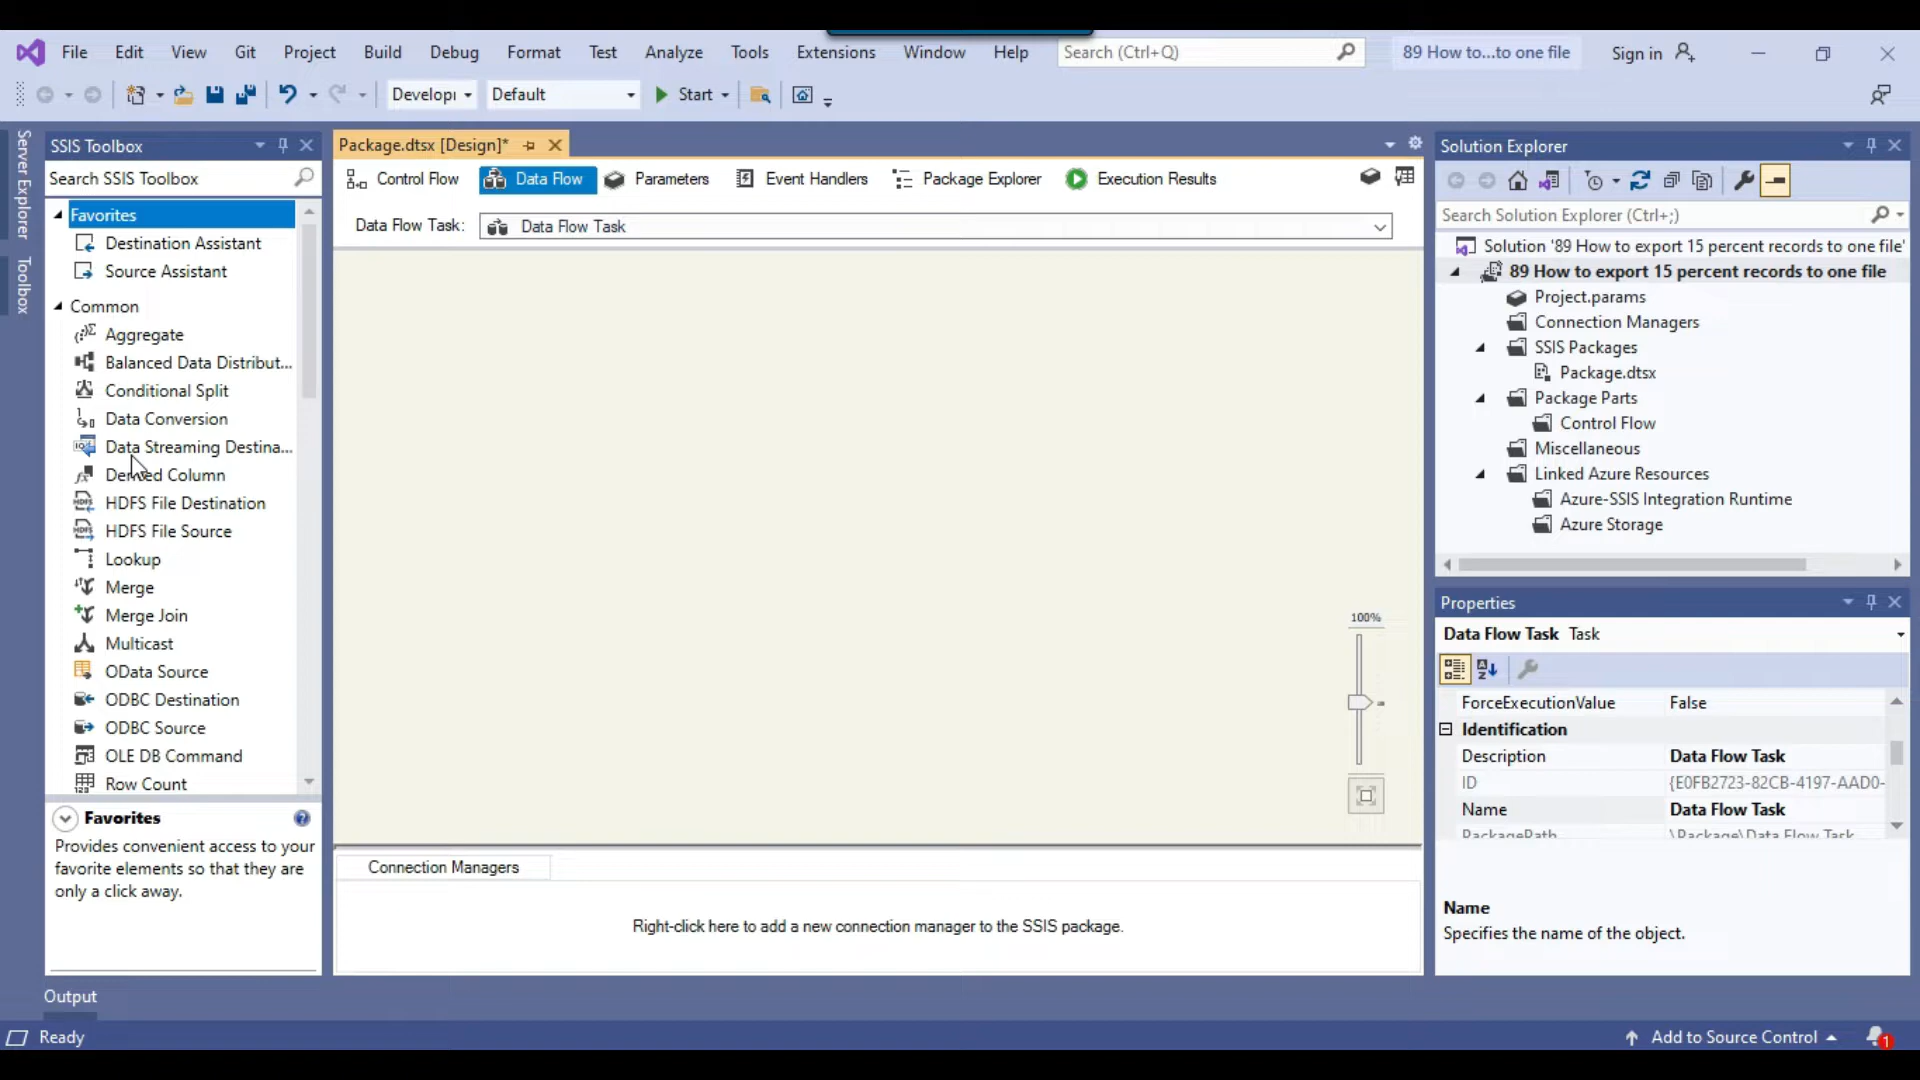 File Edit View Git Project Build Debug Format Test Analyze Tools Extensions Window Help Search (Ctrl+Q) 89 How to...to one file Sign in
Developi Default Start
Server Explorer
Toolbox
SSIS Toolbox
Search SSIS Toolbox
Favorites
Destination Assistant
Source Assistant
Common
Aggregate
Balanced Data Distribut...
Conditional Split
Data Conversion
Data Streaming Destina...
Derived Column
HDFS File Destination
HDFS File Source
Lookup
Merge
Merge Join
Multicast
OData Source
ODBC Destination
ODBC Source
OLE DB Command
Row Count
Favorites
Provides convenient access to your
favorite elements so that they are
only a click away.
Package.dtsx [Design]*
Control Flow Data Flow Parameters Event Handlers Package Explorer Execution Results
Data Flow Task: Data Flow Task
100%
Connection Managers
Right-click here to add a new connection manager to the SSIS package.
Solution Explorer
Search Solution Explorer (Ctrl+;)
Solution '89 How to export 15 percent records to one file'
89 How to export 15 percent records to one file
Project.params
Connection Managers
SSIS Packages
Package.dtsx
Package Parts
Control Flow
Miscellaneous
Linked Azure Resources
Azure-SSIS Integration Runtime
Azure Storage
Properties
Data Flow Task Task
ForceExecutionValue False
Identification
Description Data Flow Task
ID {E0FB2723-82CB-4197-AAD0-
Name Data Flow Task
PackagePath \Package\Data Flow Task
Name
Specifies the name of the object.
Output
Ready
Add to Source Control
1